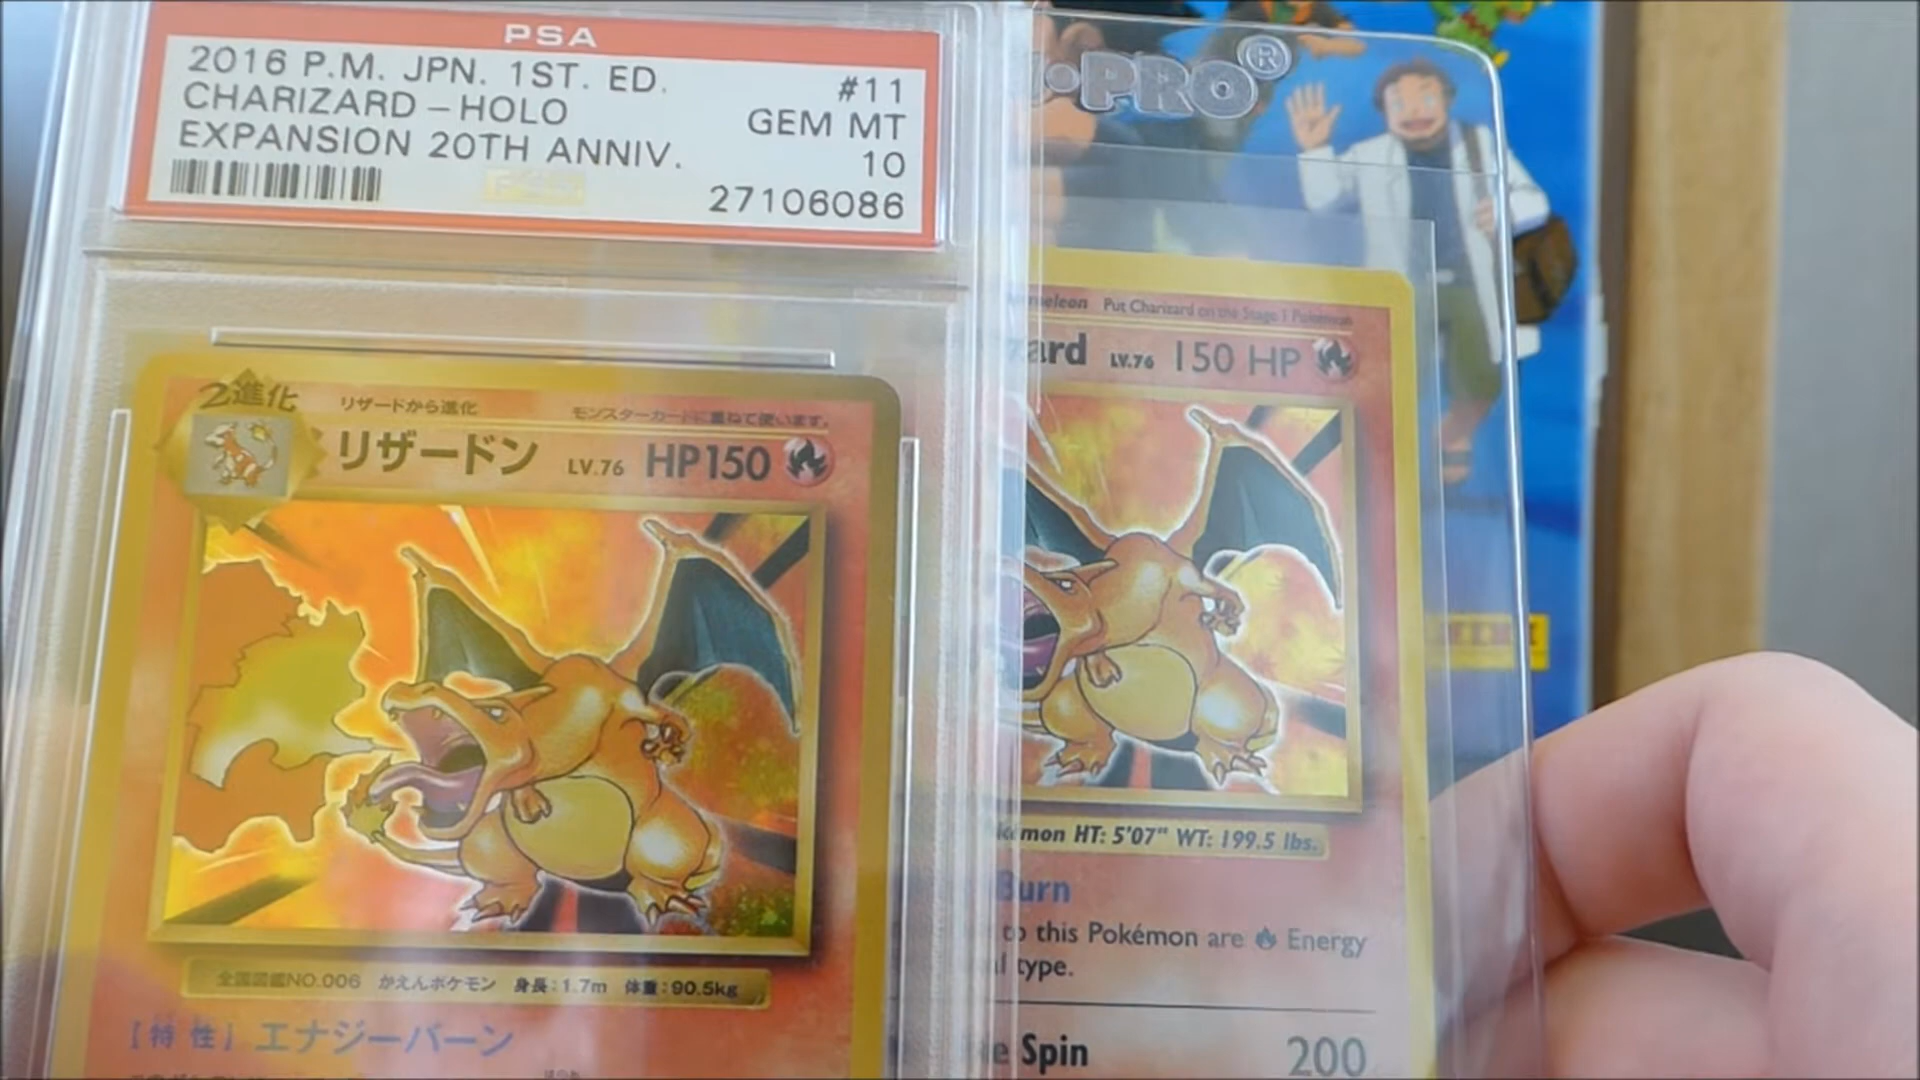 PSA
2016 P.M. JPN. 1ST. ED. #11
CHARIZARD - HOLO GEM MT
EXPANSION 20TH ANNIV. 10
27106086
2進化
リザードから進化 モンスターカードに重ねて使います。
リザードン LV.76 HP150
全国図鑑NO.006 かえんポケモン 身長:1.7m 体重:90.5kg
[特性] エナジーバーン
PRO®
Put Charizard on the Stage 1 Pokémon
LV.76 150 HP
HT: 5'07" WT: 199.5 lbs.
Burn
to this Pokémon are Energy
type.
Spin 200